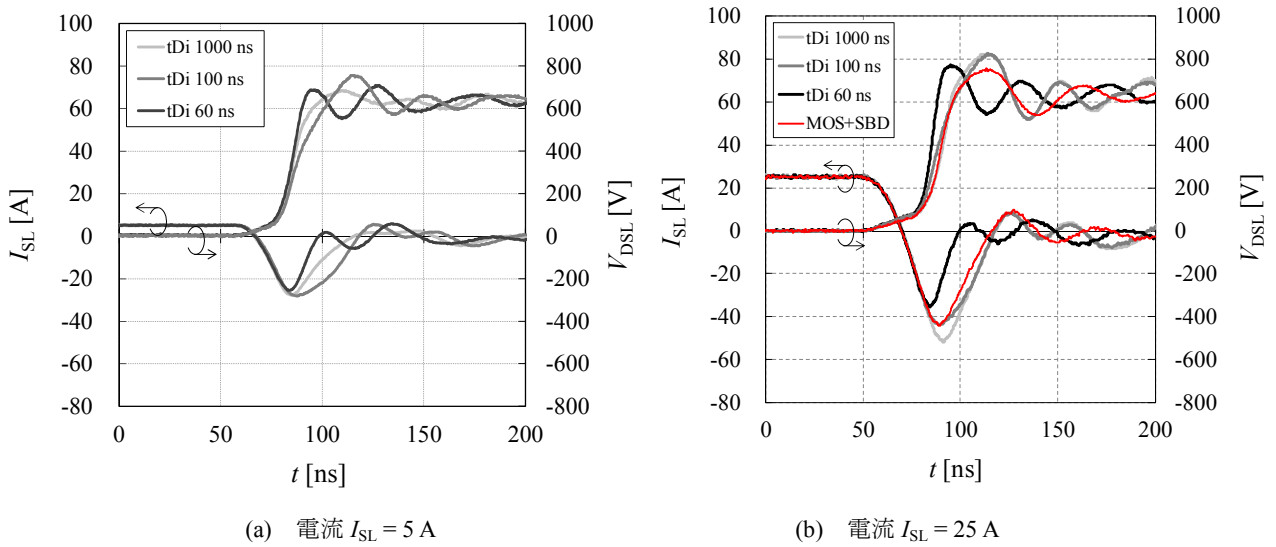 tDi 1000 ns
tDi 100 ns
tDi 60 ns
100
80
60
40
20
0
-20
-40
-60
-80
I_SL [A]
1000
800
600
400
200
0
-200
-400
-600
-800
V_DSL [V]
0 50 100 150 200
t [ns]
(a) 電流 I_SL = 5 A
tDi 1000 ns
tDi 100 ns
tDi 60 ns
MOS+SBD
100
80
60
40
20
0
-20
-40
-60
-80
I_SL [A]
1000
800
600
400
200
0
-200
-400
-600
-800
V_DSL [V]
0 50 100 150 200
t [ns]
(b) 電流 I_SL = 25 A